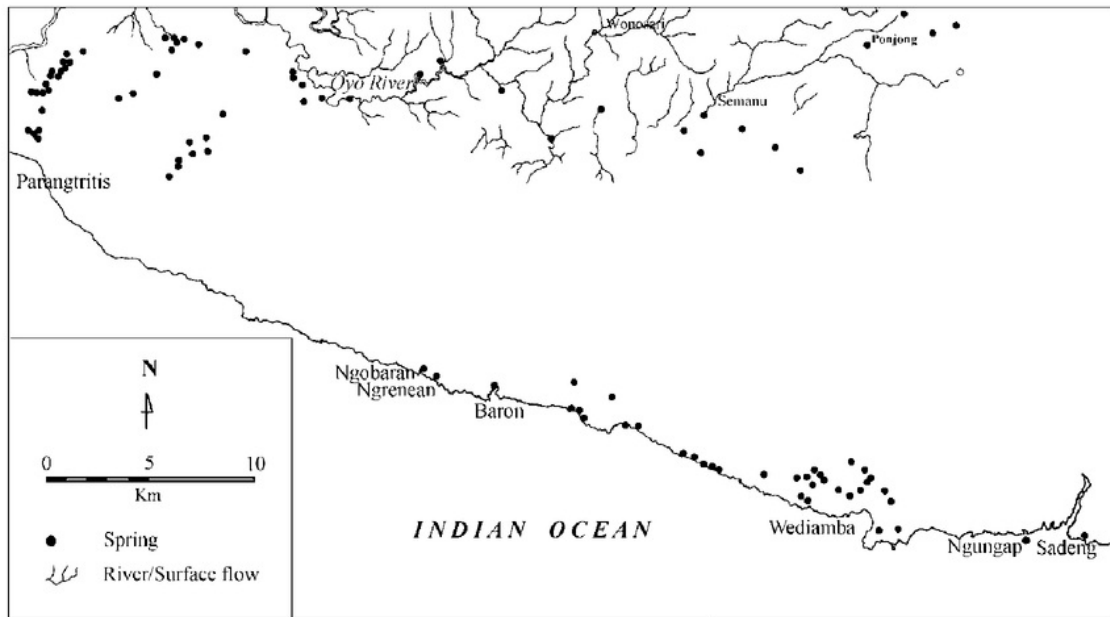 Wonosari
Ponjong
Oyo River
Semanu
Parangtritis
Ngobaran
Ngrenean
Baron
N
0 5 10
Km
INDIAN OCEAN
Wediamba
Ngungap
Sadeng
Spring
River/Surface flow